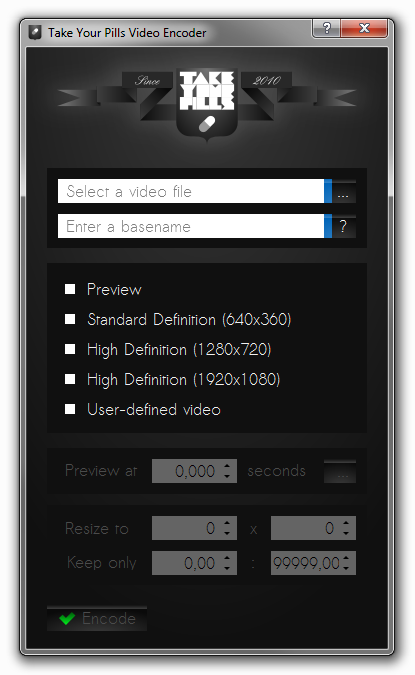 Take Your Pills Video Encoder
?
Since
TAKE
YOUR
PILLS
2010
Select a video file
...
Enter a basename
?
Preview
Standard Definition (640x360)
High Definition (1280x720)
High Definition (1920x1080)
User-defined video
Preview at 0,000 seconds ...
Resize to 0 x 0
Keep only 0,00 : 99999,00
Encode